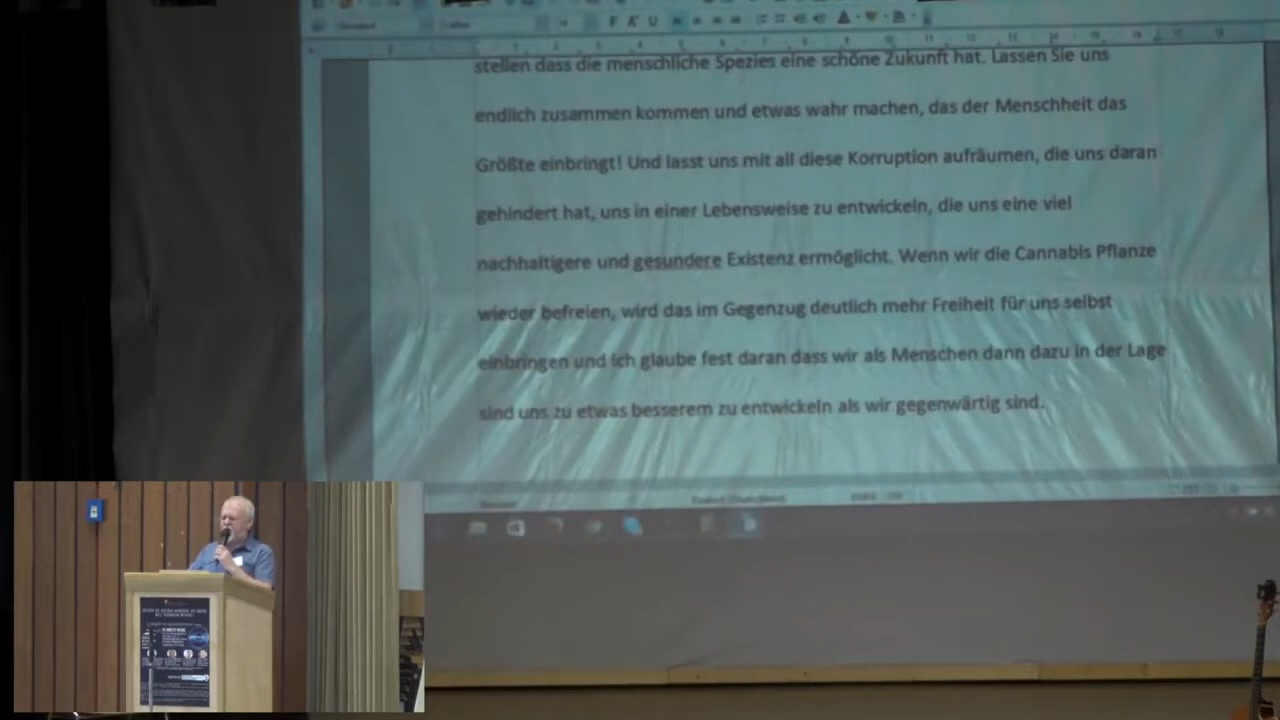 stellen dass die menschliche Spezies eine schöne Zukunft hat. Lassen Sie uns
endlich zusammen kommen und etwas wahr machen, das der Menschheit das
Größte einbringt! Und lasst uns mit all diese Korruption aufräumen, die uns daran
gehindert hat, uns in einer Lebensweise zu entwickeln, die uns eine viel
nachhaltigere und gesundere Existenz ermöglicht. Wenn wir die Cannabis Pflanze
wieder befreien, wird das im Gegenzug deutlich mehr Freiheit für uns selbst
einbringen und ich glaube fest daran dass wir als Menschen dann dazu in der Lage
sind uns zu etwas besserem zu entwickeln als wir gegenwärtig sind.